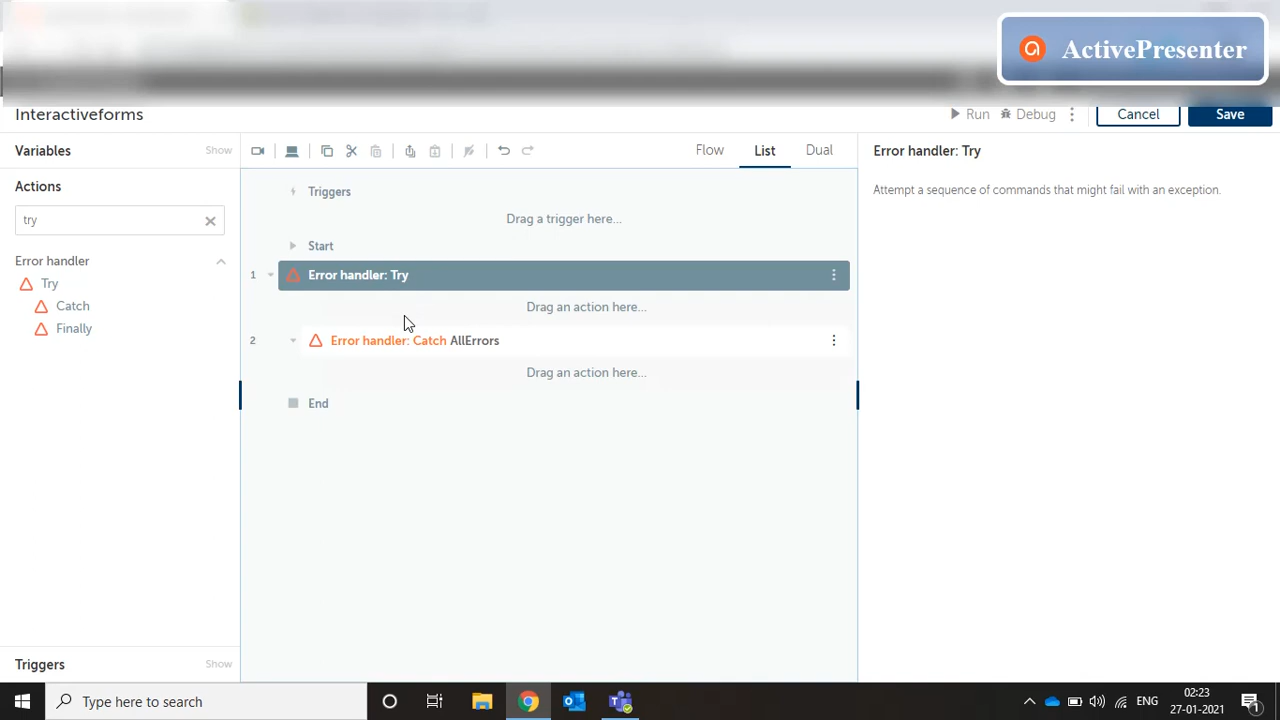 ActivePresenter
Interactiveforms
Run
Debug
Cancel
Save
Variables
Show
Flow
List
Dual
Error handler: Try
Actions
Triggers
Attempt a sequence of commands that might fail with an exception.
try
Drag a trigger here...
Start
Error handler
1
Error handler: Try
Try
Catch
Drag an action here...
Finally
2
Error handler: Catch AllErrors
Drag an action here...
End
Triggers
Show
Type here to search
ENG
02:23
27-01-2021
1